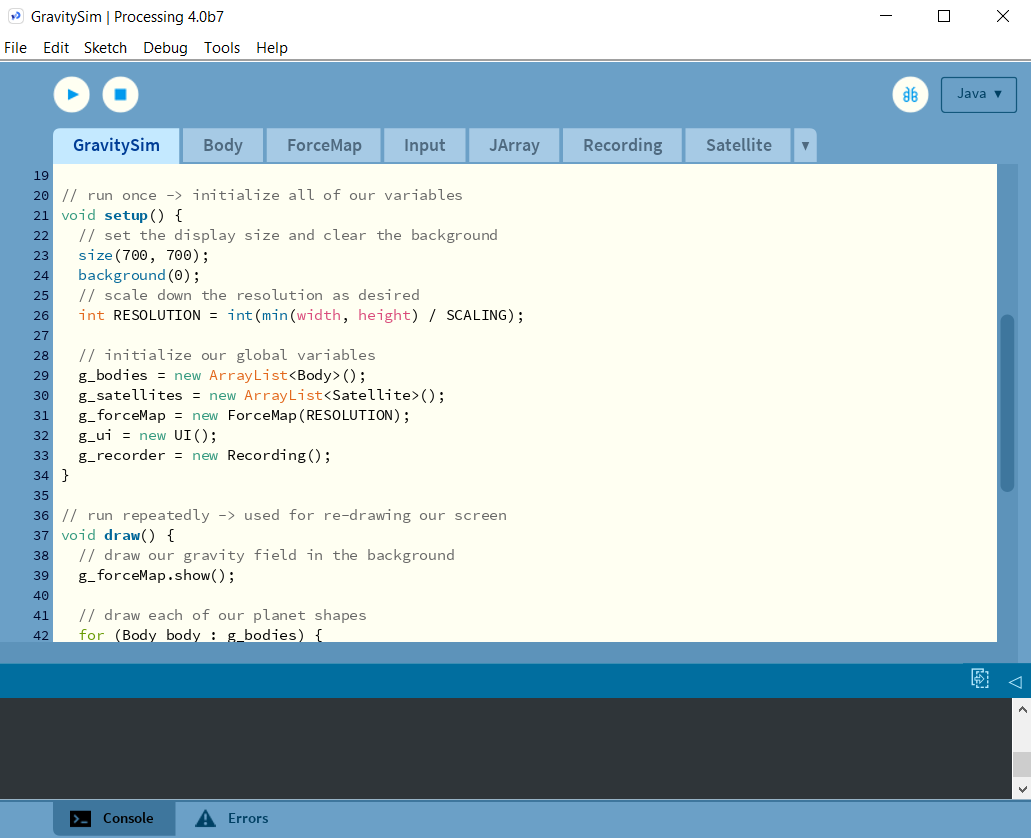 GravitySim | Processing 4.0b7
File Edit Sketch Debug Tools Help
Java ▼
GravitySim Body ForceMap Input JArray Recording Satellite ▼
19
20 // run once -> initialize all of our variables
21 void setup() {
22   // set the display size and clear the background
23   size(700, 700);
24   background(0);
25   // scale down the resolution as desired
26   int RESOLUTION = int(min(width, height) / SCALING);
27
28   // initialize our global variables
29   g_bodies = new ArrayList<Body>();
30   g_satellites = new ArrayList<Satellite>();
31   g_forceMap = new ForceMap(RESOLUTION);
32   g_ui = new UI();
33   g_recorder = new Recording();
34 }
35
36 // run repeatedly -> used for re-drawing our screen
37 void draw() {
38   // draw our gravity field in the background
39   g_forceMap.show();
40
41   // draw each of our planet shapes
42   for (Body body : g_bodies) {
Console Errors